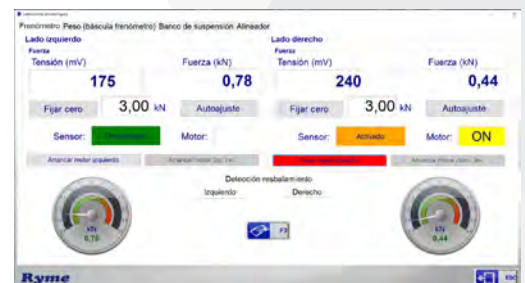 Frenómetro Peso (báscula frenómetro) Banco de suspensión Alineador
Lado izquierdo Lado derecho
Fuerza Fuerza
Tensión (mV) Fuerza (kN) Tensión (mV) Fuerza (kN)
175 0,78 240 0,44
Fijar cero 3,00 kN Autoajuste Fijar cero 3,00 kN Autoajuste
Sensor: Motor: Sensor: Activado Motor: ON
Arrancar motor izquierdo
Detección resbalamiento
Izquierdo Derecho
kN kN
0,78 F3 0,44
Ryme ESC